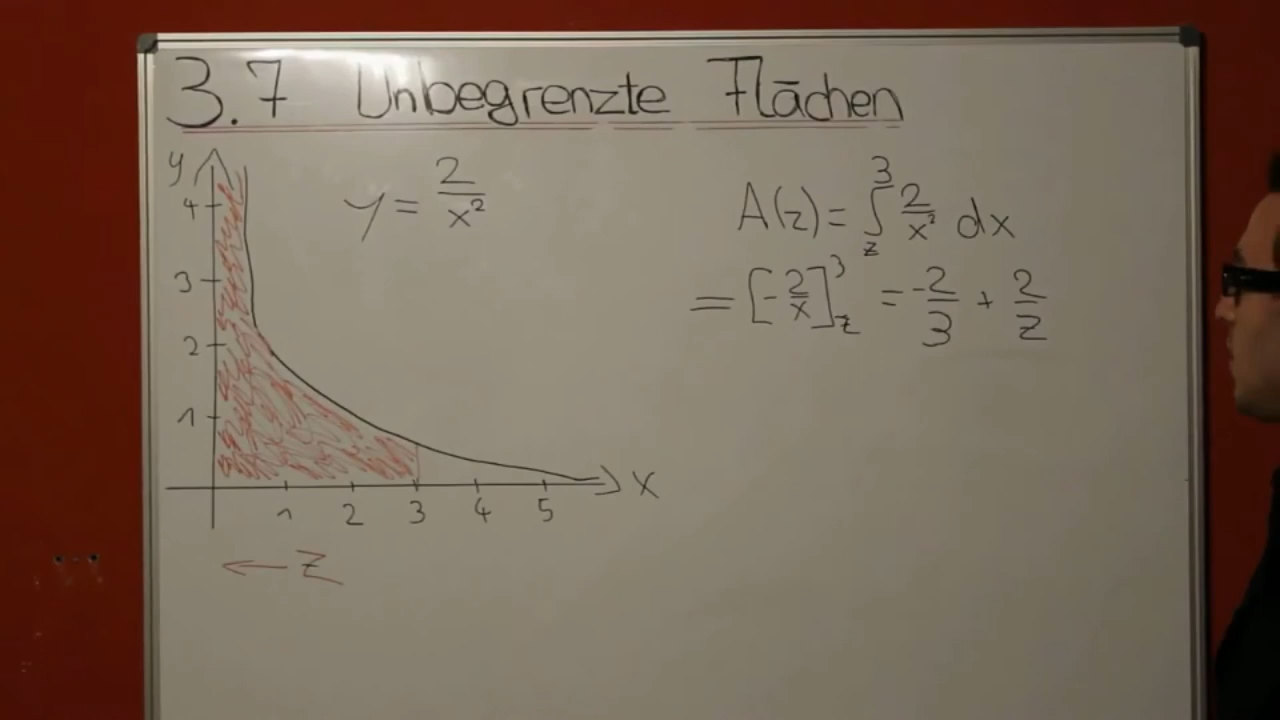 3.7 Unbegrenzte Flächen
y
4
3
2
1
1 2 3 4 5
x
← z
y = 2/x²
A(z) = ∫_z^3 2/x² dx
= [-2/x]_z^3 = -2/3 + 2/z